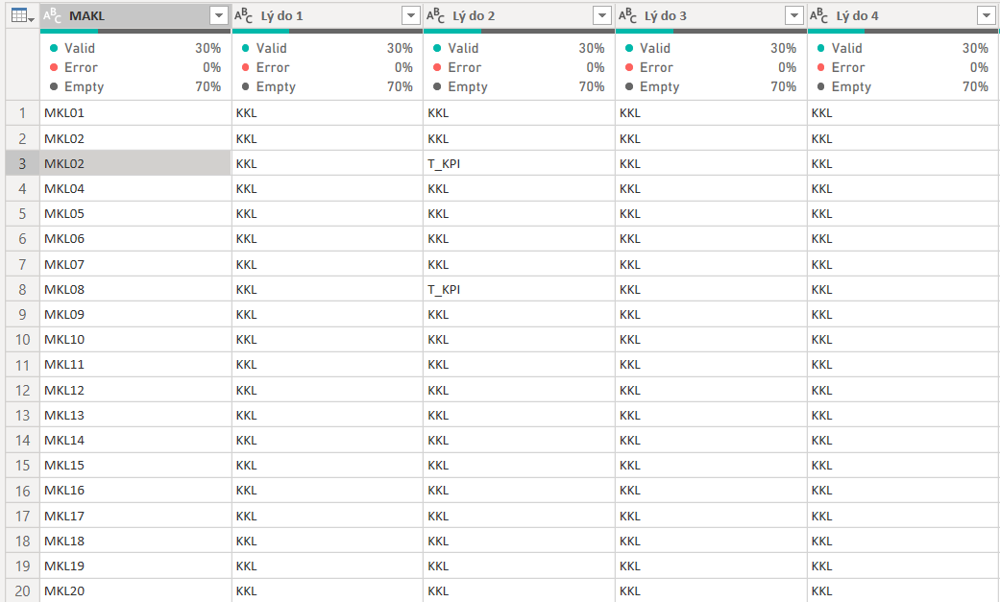 ABC MAKL ABC Lý do 1 ABC Lý do 2 ABC Lý do 3 ABC Lý do 4
Valid 30% Valid 30% Valid 30% Valid 30% Valid 30%
Error 0% Error 0% Error 0% Error 0% Error 0%
Empty 70% Empty 70% Empty 70% Empty 70% Empty 70%
1 MKL01 KKL KKL KKL KKL
2 MKL02 KKL KKL KKL KKL
3 MKL02 KKL T_KPI KKL KKL
4 MKL04 KKL KKL KKL KKL
5 MKL05 KKL KKL KKL KKL
6 MKL06 KKL KKL KKL KKL
7 MKL07 KKL KKL KKL KKL
8 MKL08 KKL T_KPI KKL KKL
9 MKL09 KKL KKL KKL KKL
10 MKL10 KKL KKL KKL KKL
11 MKL11 KKL KKL KKL KKL
12 MKL12 KKL KKL KKL KKL
13 MKL13 KKL KKL KKL KKL
14 MKL14 KKL KKL KKL KKL
15 MKL15 KKL KKL KKL KKL
16 MKL16 KKL KKL KKL KKL
17 MKL17 KKL KKL KKL KKL
18 MKL18 KKL KKL KKL KKL
19 MKL19 KKL KKL KKL KKL
20 MKL20 KKL KKL KKL KKL